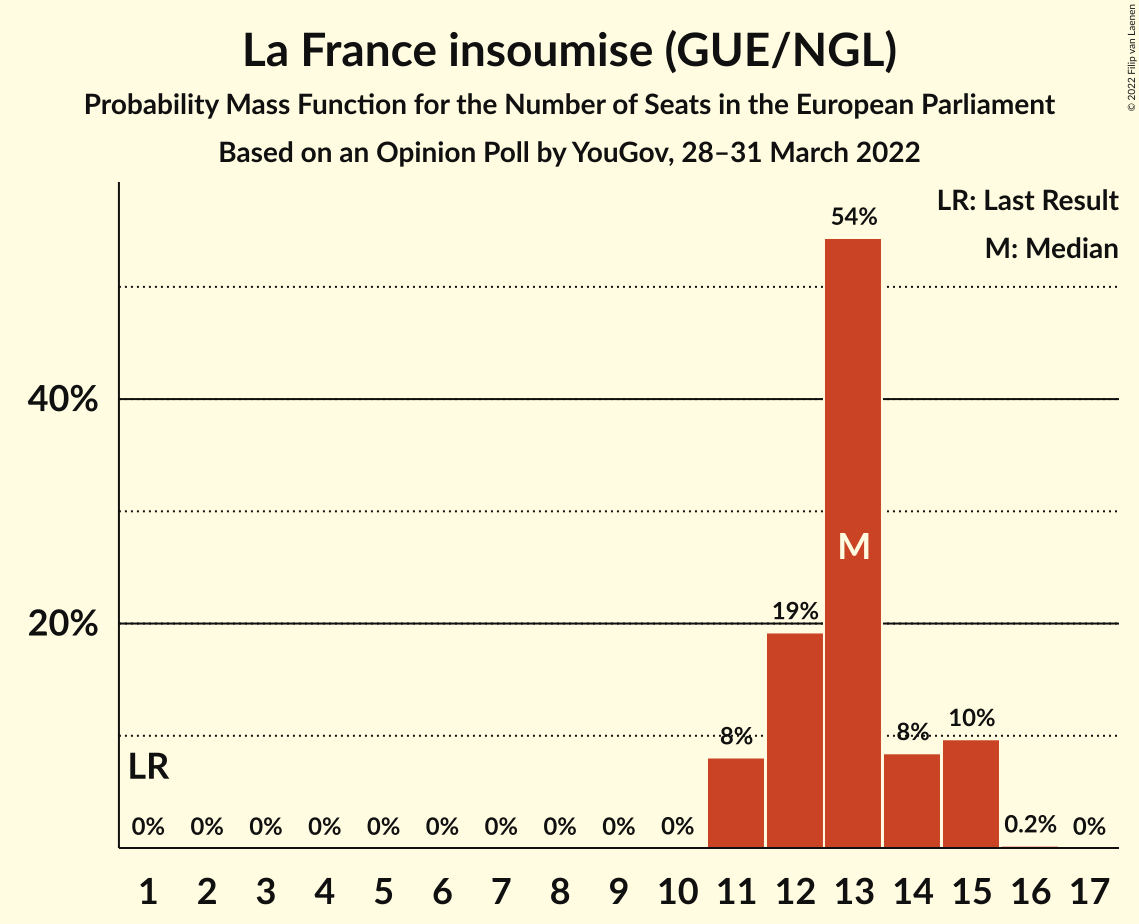 La France insoumise (GUE/NGL)
Probability Mass Function for the Number of Seats in the European Parliament
Based on an Opinion Poll by YouGov, 28–31 March 2022
© 2022 Filip van Laenen
LR: Last Result
M: Median
54%
40%
M
20%
19%
8%
8%
10%
LR
0% 0% 0% 0% 0% 0% 0% 0% 0% 0% 0.2% 0%
1 2 3 4 5 6 7 8 9 10 11 12 13 14 15 16 17